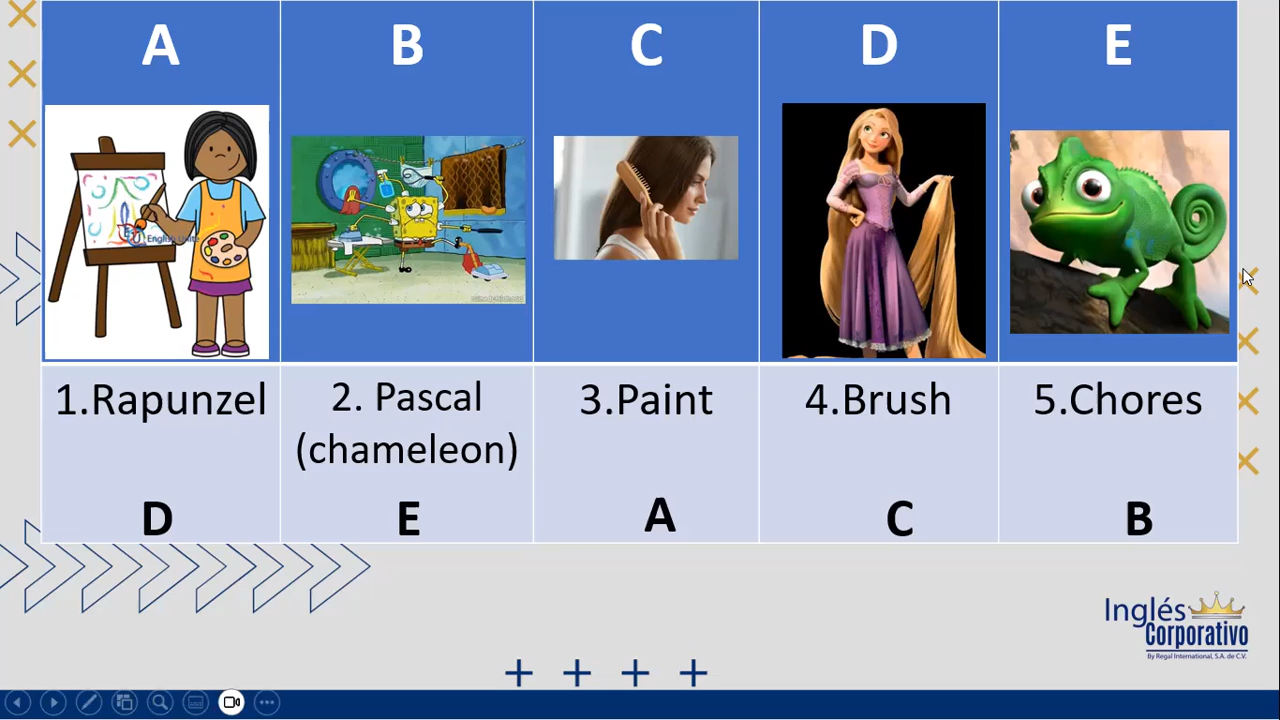 A
B
C
D
E
1.Rapunzel
2. Pascal
(chameleon)
3.Paint
4.Brush
5.Chores
D
E
A
C
B
Inglés
Corporativo
By Regal International, S.A. de C.V.